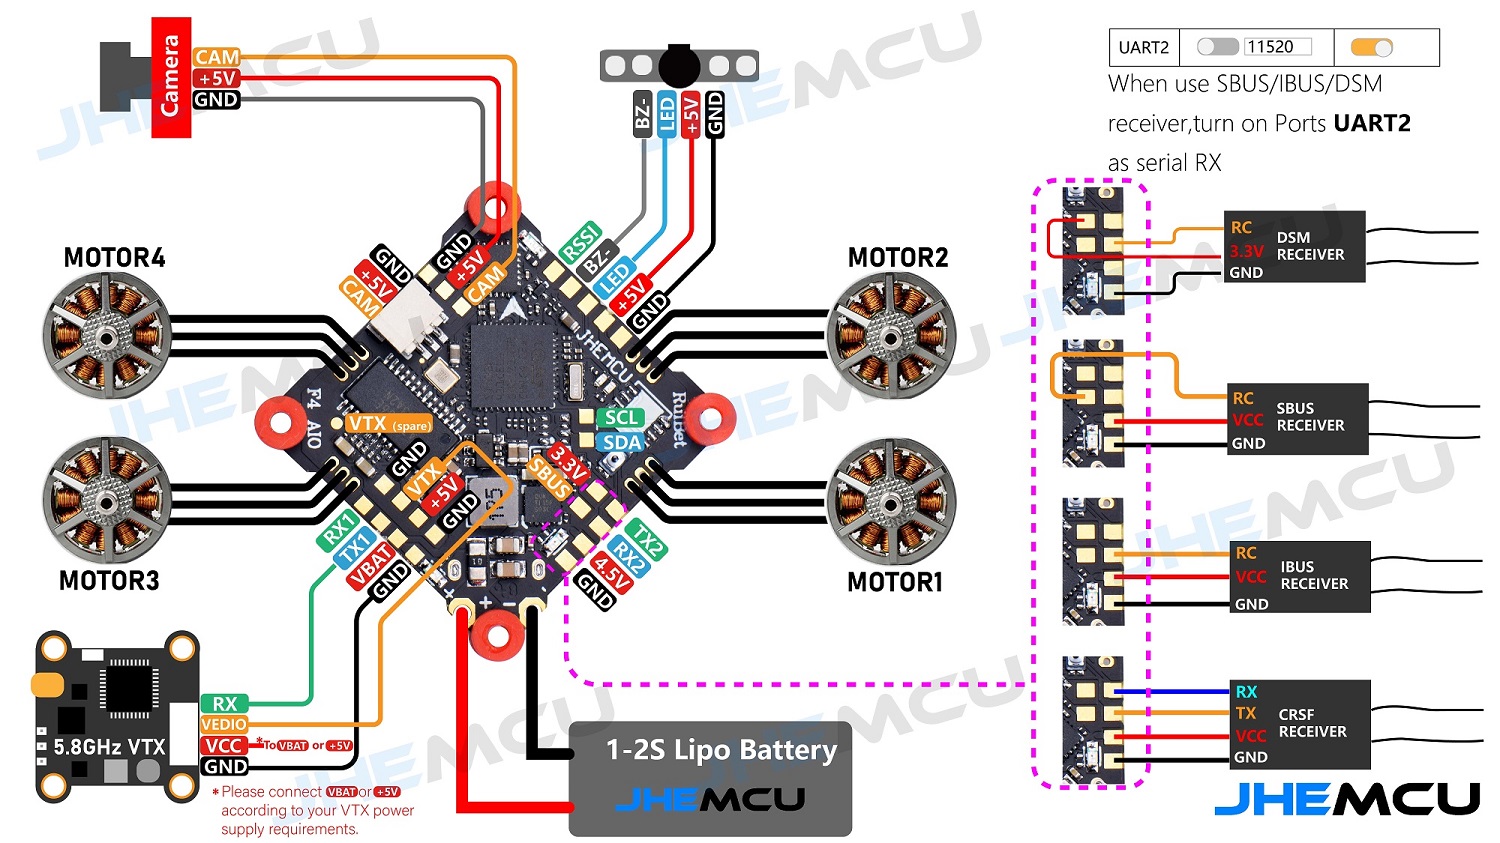 Camera
CAM
+5V
GND
BZ-
LED
+5V
GND
UART2
11520
When use SBUS/IBUS/DSM
receiver,turn on Ports UART2
as serial RX
MOTOR4
GND
+5V
CAM
GND
+5V
CAM
RSSI
BZ-
LED
+5V
GND
MOTOR2
JHEMCU
F4 AIO
VTX (spare)
SCL
SDA
RuiBet
GND
VTX
+5V
GND
3.3V
SBUS
RX1
TX1
VBAT
GND
TX2
RX2
4.5V
GND
+
-
MOTOR3
MOTOR1
RC
3.3V
GND
DSM
RECEIVER
RC
VCC
GND
SBUS
RECEIVER
RC
VCC
GND
IBUS
RECEIVER
RX
TX
VCC
GND
CRSF
RECEIVER
5.8GHz VTX
RX
VEDIO
VCC
*To VBAT or +5V
GND
* Please connect VBAT or +5V
according to your VTX power
supply requirements.
1-2S Lipo Battery
JHEMCU
JHEMCU